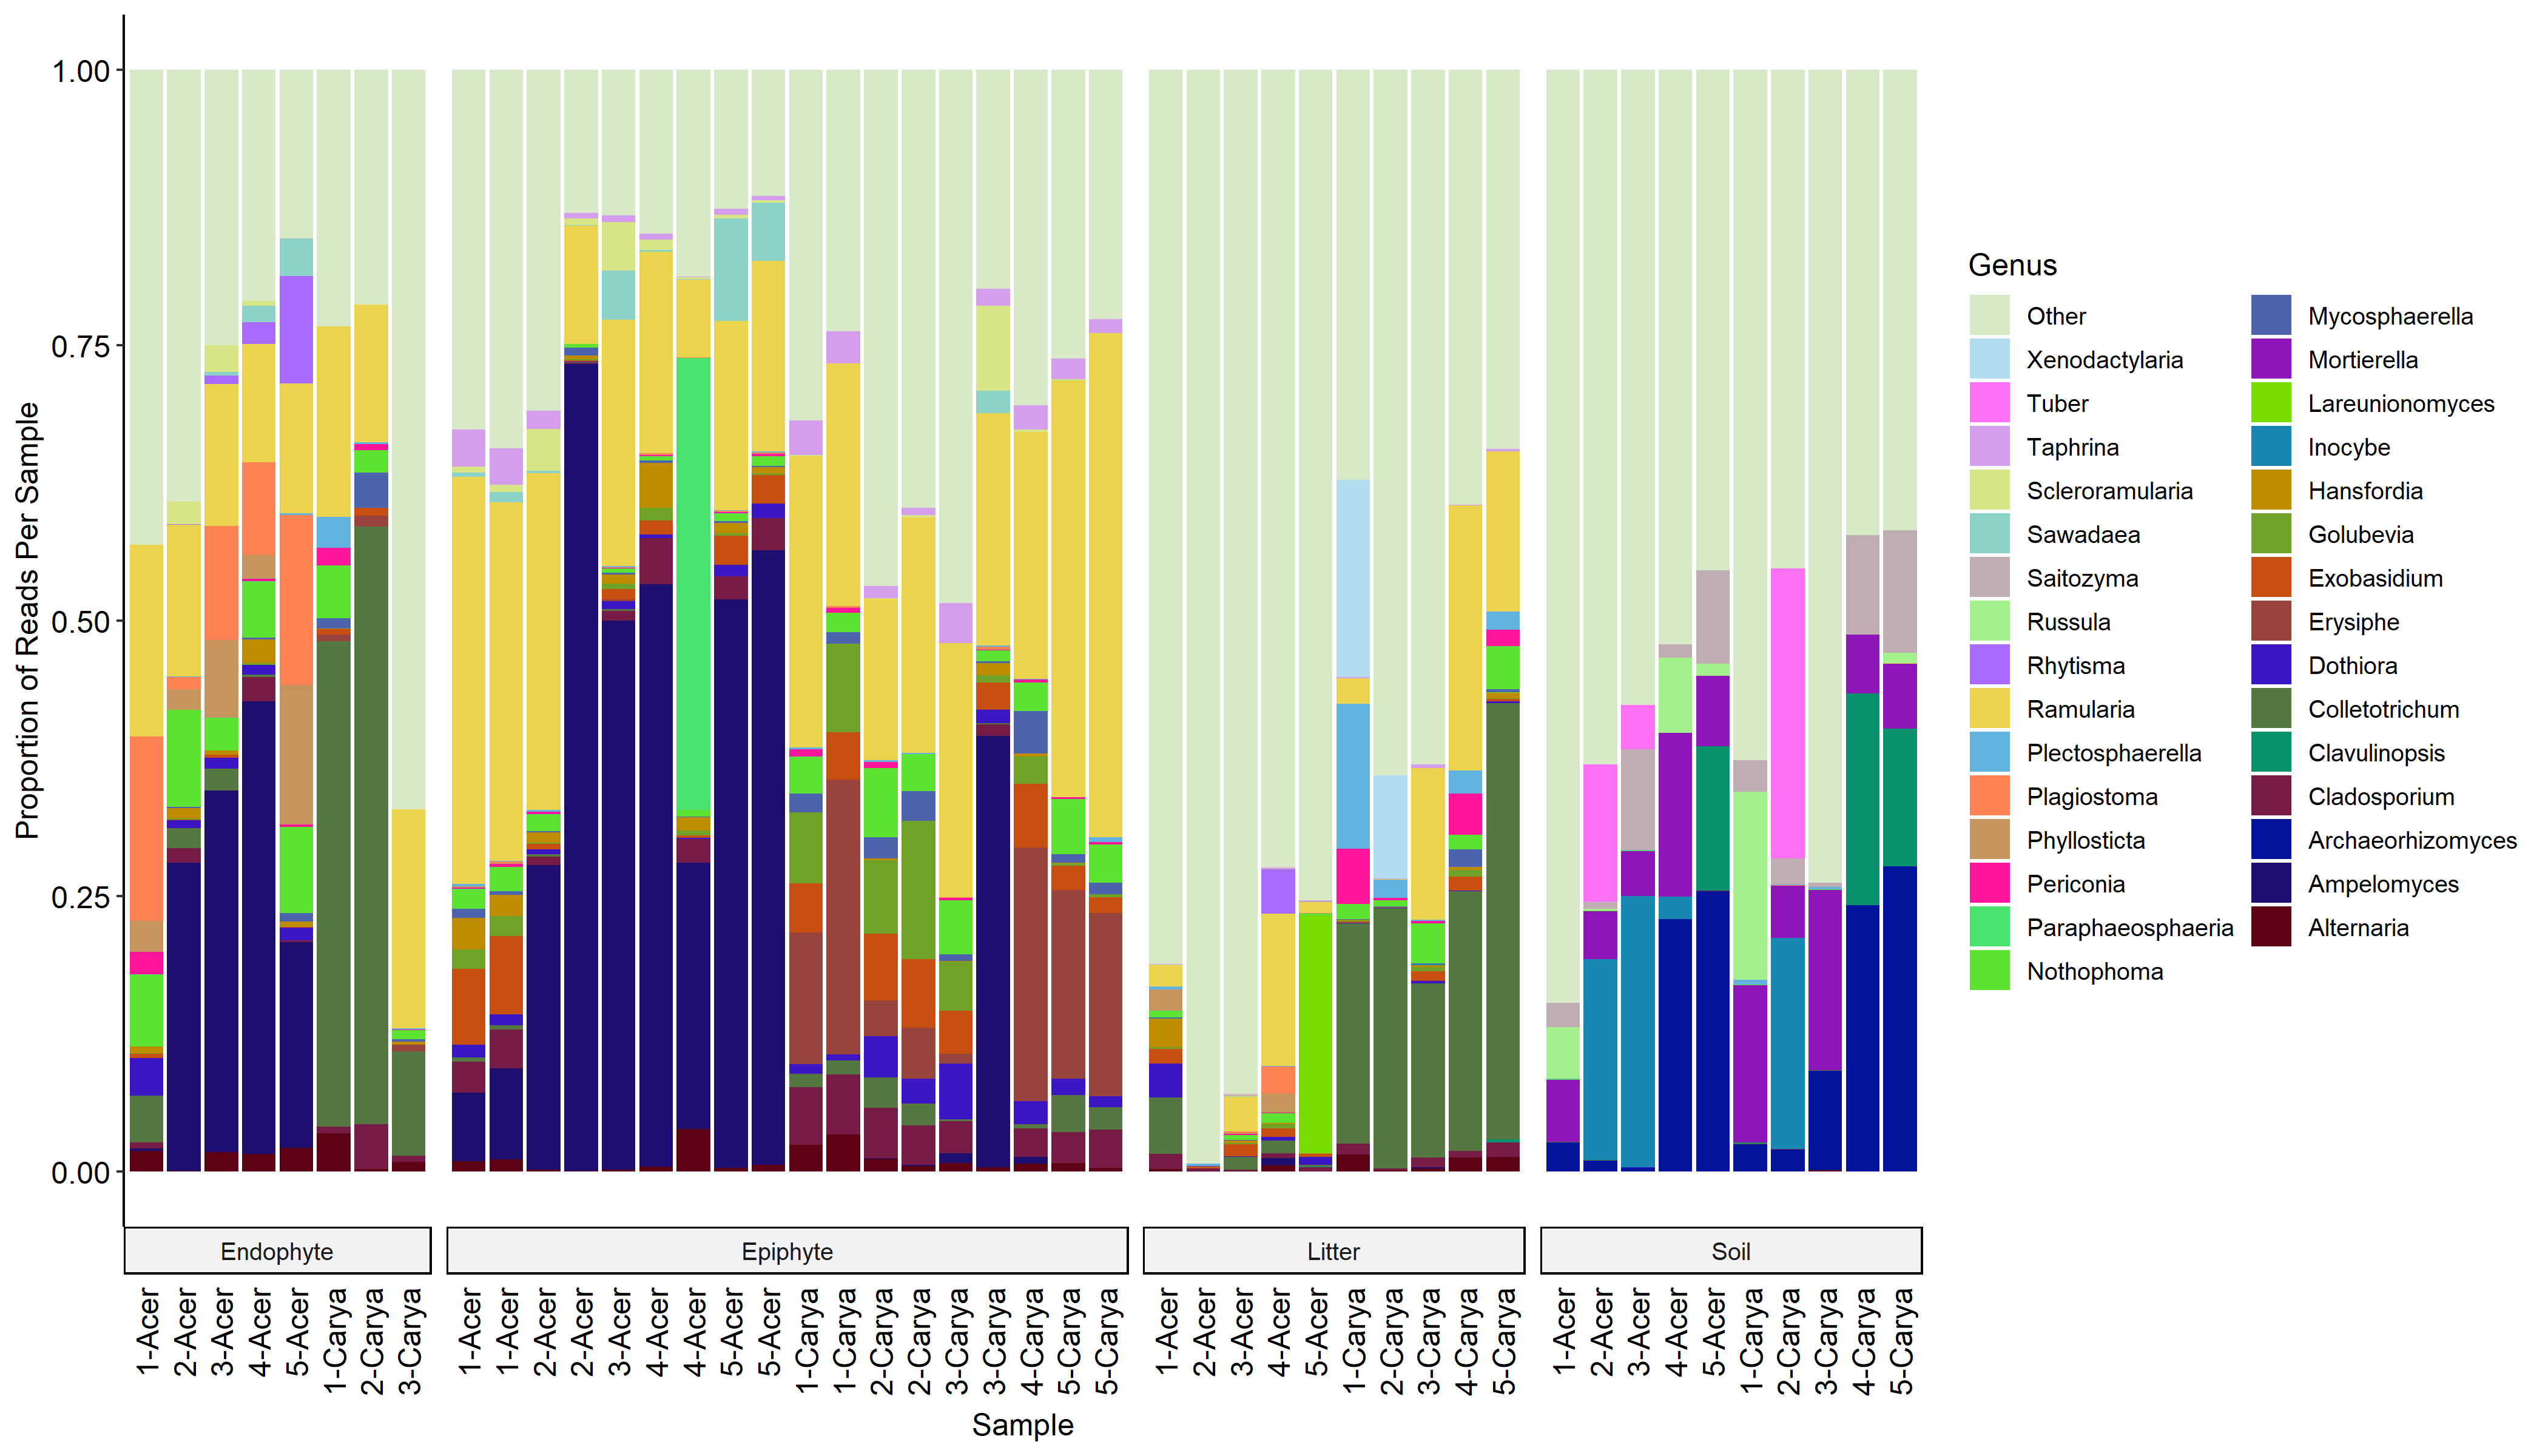 1.00
0.75
0.50
0.25
0.00
Proportion of Reads Per Sample
Endophyte
Epiphyte
Litter
Soil
1-Acer
2-Acer
3-Acer
4-Acer
5-Acer
1-Carya
2-Carya
3-Carya
1-Acer
1-Acer
2-Acer
2-Acer
3-Acer
4-Acer
4-Acer
5-Acer
5-Acer
1-Carya
1-Carya
2-Carya
2-Carya
3-Carya
3-Carya
4-Carya
5-Carya
5-Carya
1-Acer
2-Acer
3-Acer
4-Acer
5-Acer
1-Carya
2-Carya
3-Carya
4-Carya
5-Carya
1-Acer
2-Acer
3-Acer
4-Acer
5-Acer
1-Carya
2-Carya
3-Carya
4-Carya
5-Carya
Sample
Genus
Other
Xenodactylaria
Tuber
Taphrina
Scleroramularia
Sawadaea
Saitozyma
Russula
Rhytisma
Ramularia
Plectosphaerella
Plagiostoma
Phyllosticta
Periconia
Paraphaeosphaeria
Nothophoma
Mycosphaerella
Mortierella
Lareunionomyces
Inocybe
Hansfordia
Golubevia
Exobasidium
Erysiphe
Dothiora
Colletotrichum
Clavulinopsis
Cladosporium
Archaeorhizomyces
Ampelomyces
Alternaria